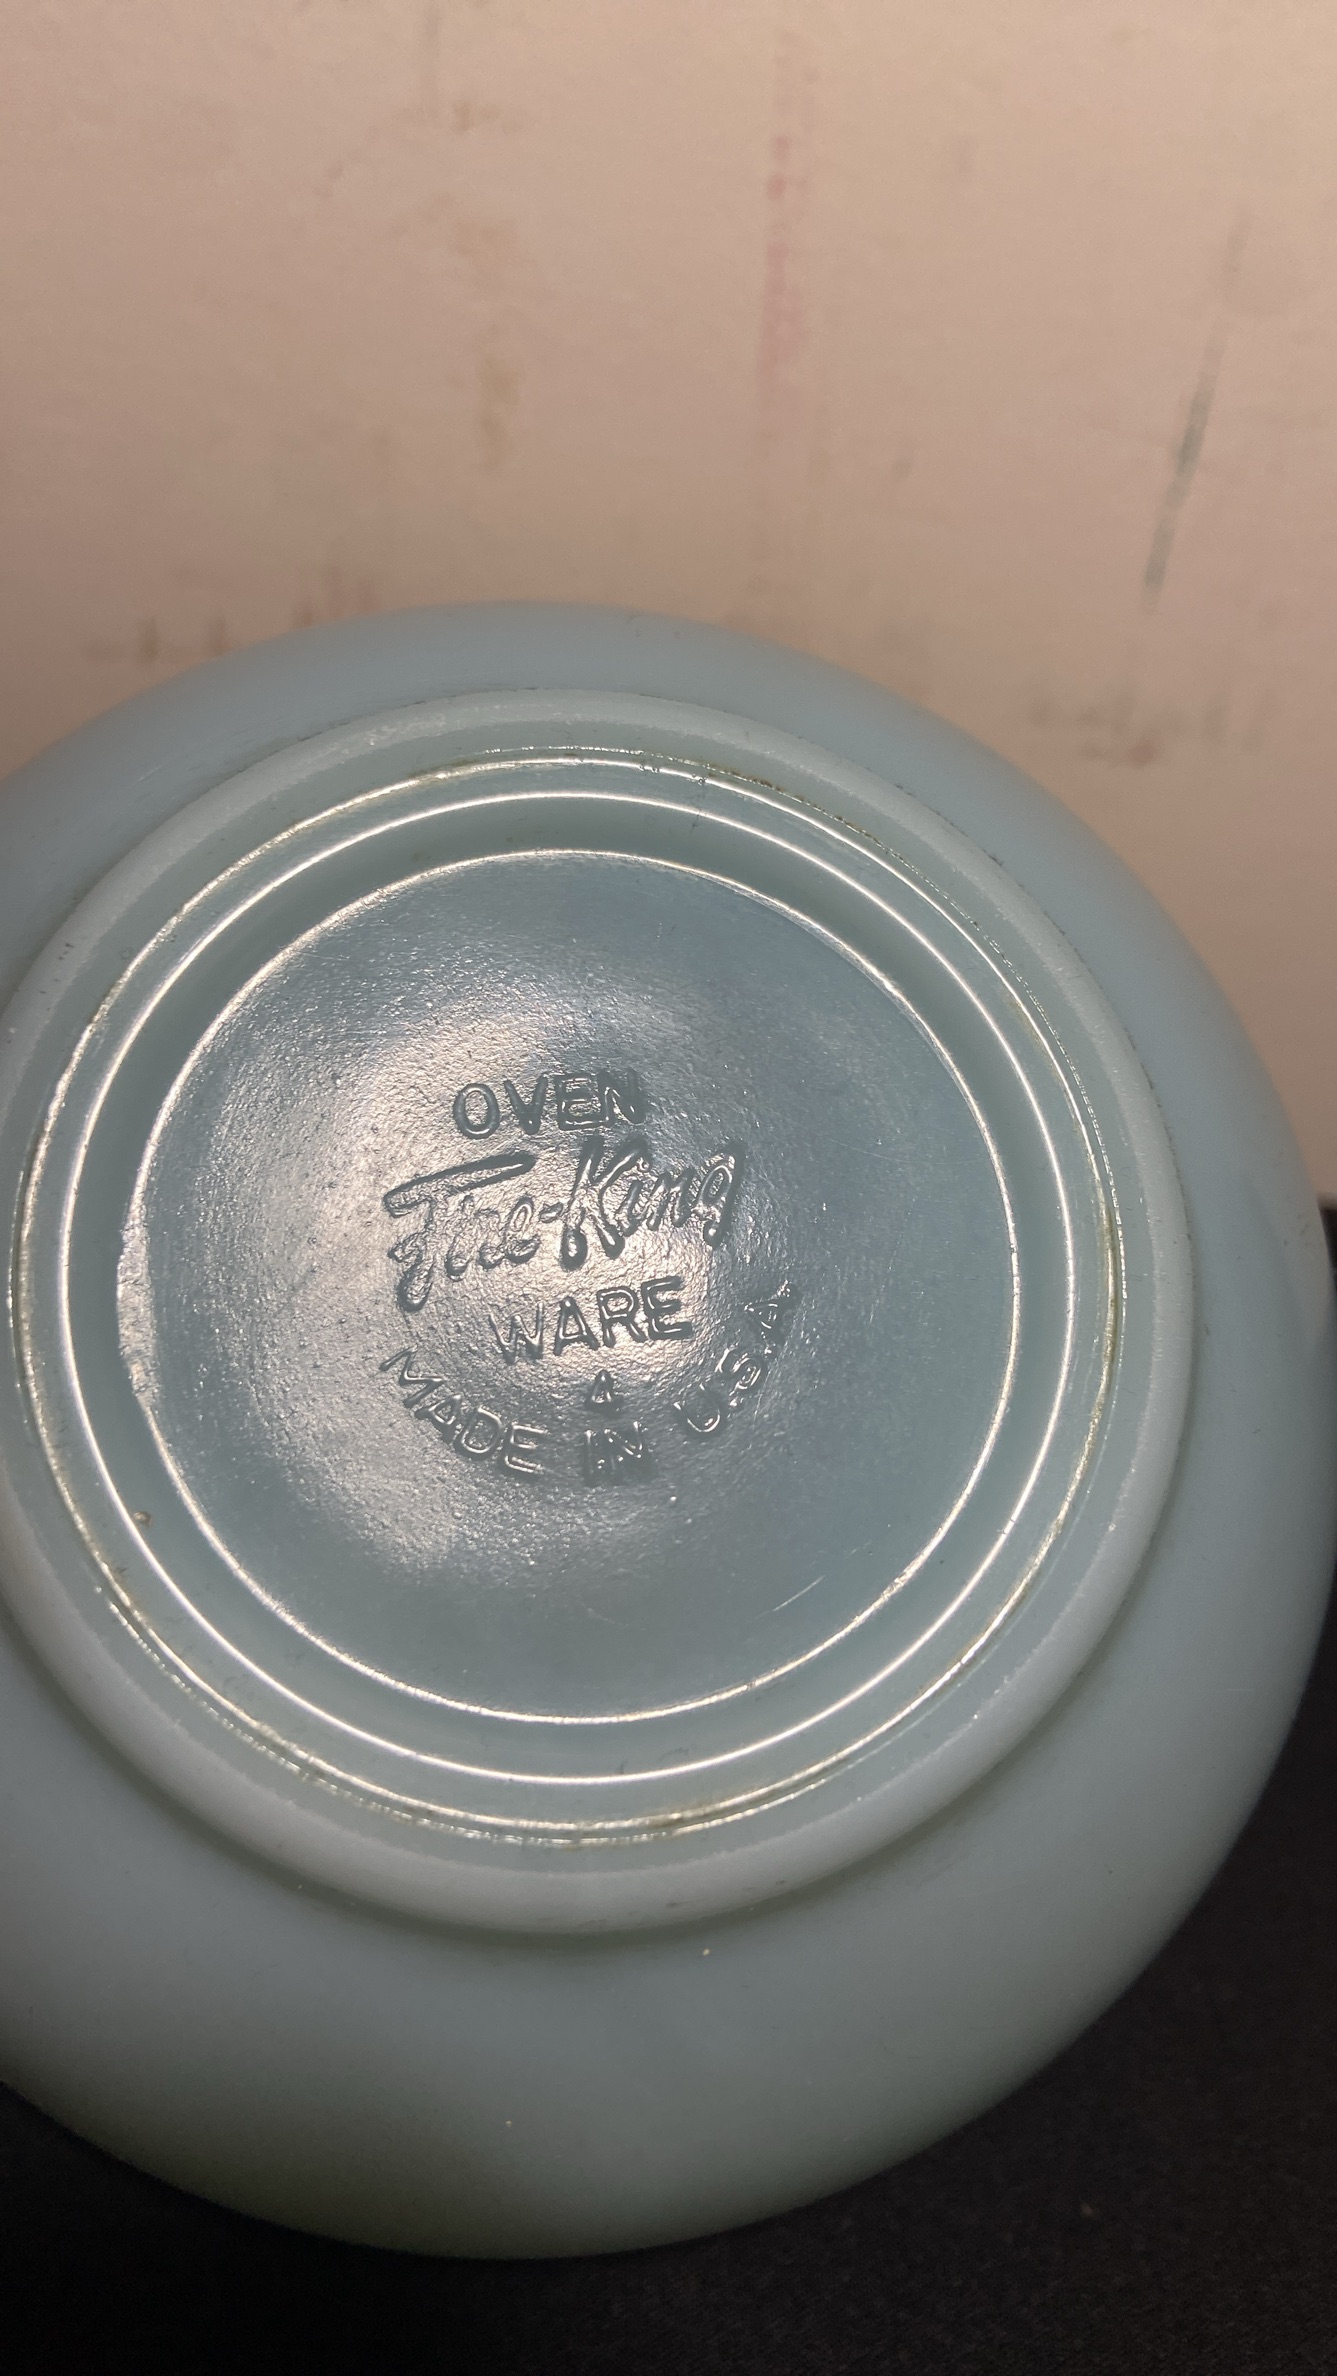 OVEN
Fire-King
WARE
4
MADE IN U.S.A